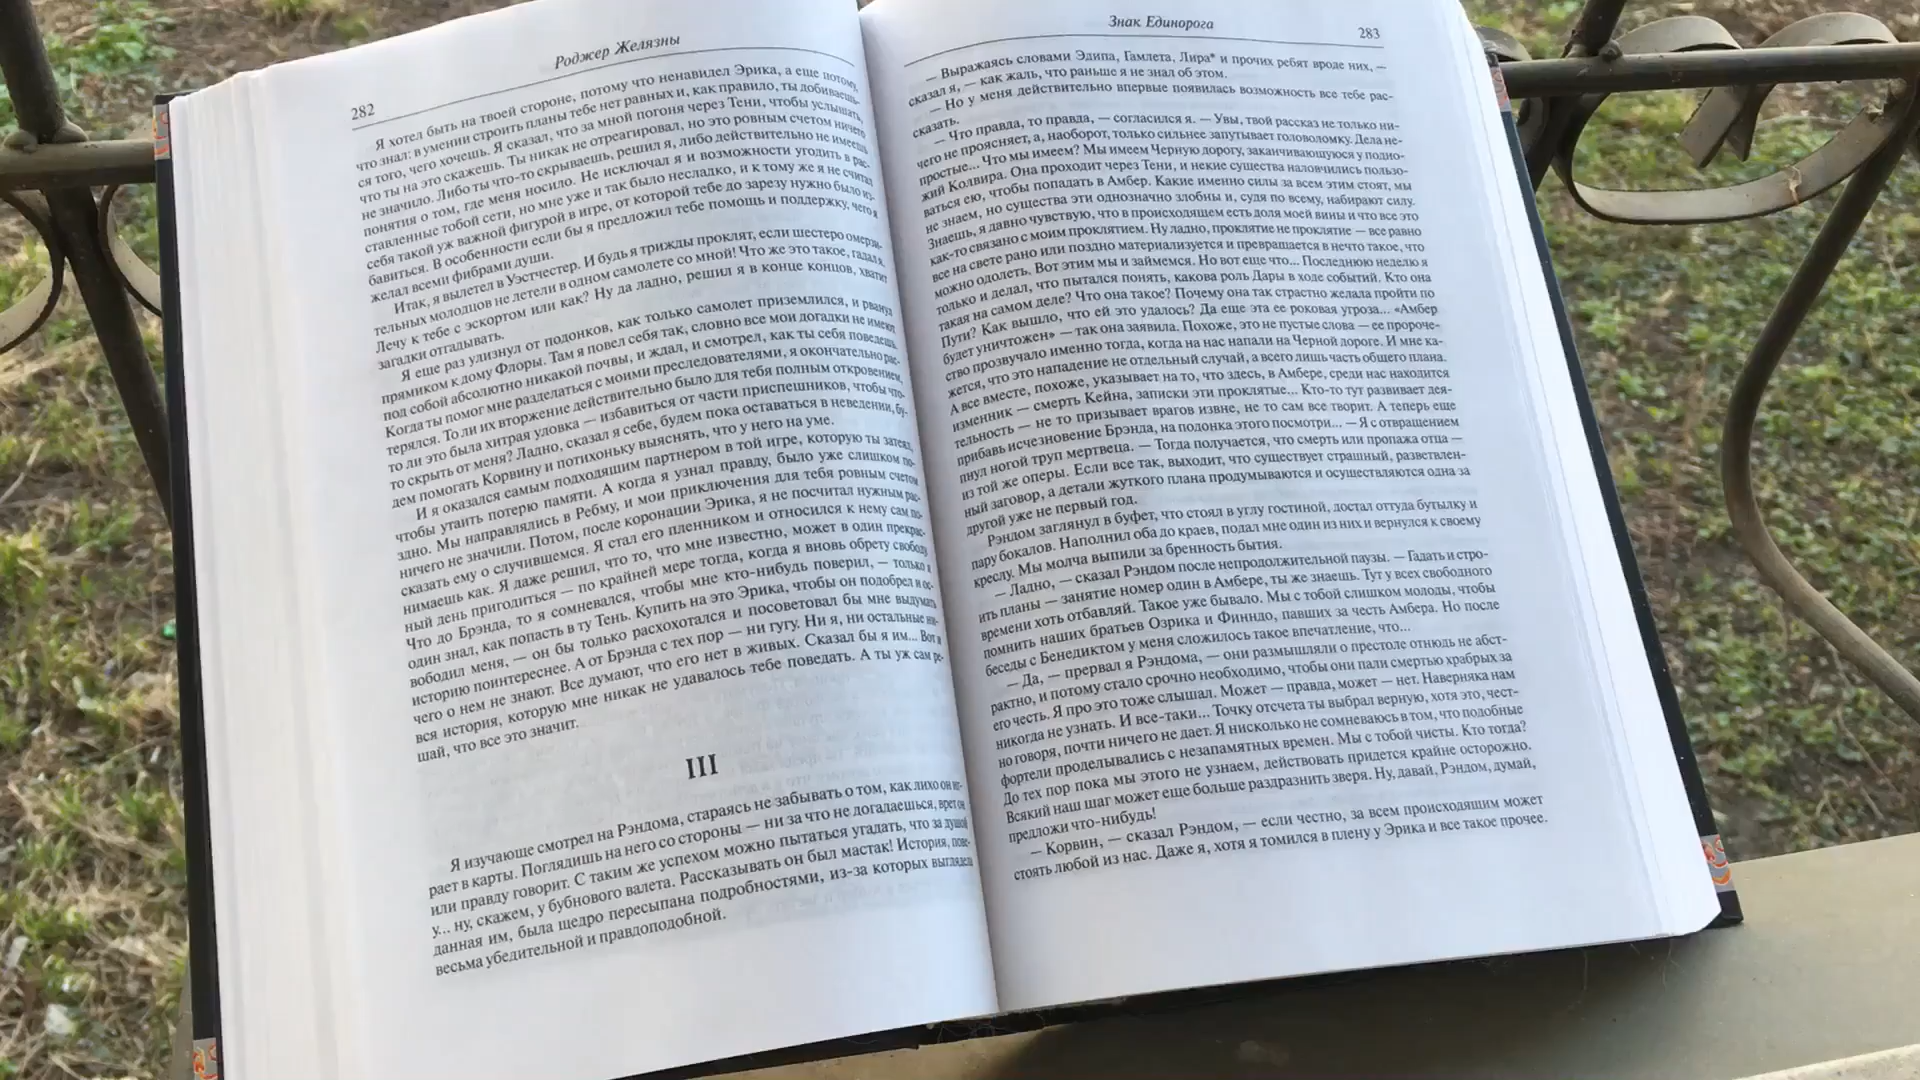 Роджер Желязны
282
Я хотел быть на твоей стороне, потому что ненавидел Эрика, а еще потому,
что знал: в умении строить планы тебе нет равных и, как правило, ты добиваешь-
ся того, чего хочешь. Я сказал, что за мной погоня через Тени, чтобы услышать,
что ты на это скажешь. Ты никак не отреагировал, но это ровным счетом ничего
не значило. Либо ты что-то скрываешь, решил я, либо действительно не имеешь
понятия о том, где меня носило. Не исключал я и возможности угодить в рас-
ставленные тобой сети, но мне уже и так было несладко, и к тому же я не считал
себя такой уж важной фигурой в игре, от которой тебе до зарезу нужно было из-
бавиться. В особенности если бы я предложил тебе помощь и поддержку, чего я
желал всеми фибрами души.
Итак, я вылетел в Уэстчестер. И будь я трижды проклят, если шестеро омерзи-
тельных молодцов не летели в одном самолете со мной! Что же это такое, гадал я.
Лечу к тебе с эскортом или как? Ну да ладно, решил я в конце концов, хватит
загадки отгадывать.
Я еще раз удизнул от подонков, как только самолет приземлился, и рванул
прямиком к дому Флоры. Там я повел себя так, словно все мои догадки не имеют
под собой абсолютно никакой почвы, и ждал, и смотрел, как ты себя поведешь.
Когда ты помог мне разделаться с моими преследователями, я окончательно рас-
терялся. То ли их вторжение действительно было для тебя полным откровением,
то ли это была хитрая уловка — избавиться от части приспешников, чтобы что-
то скрыть от меня? Ладно, сказал я себе, будем пока оставаться в неведении, бу-
дем помогать Корвину и потихоньку выяснять, что у него на уме.
И я оказался самым подходящим партнером в той игре, которую ты затеял,
чтобы утаить потерю памяти. А когда я узнал правду, было уже слишком по-
здно. Мы направлялись в Ребму, и мои приключения для тебя ровным счетом
ничего не значили. Потом, после коронации Эрика, я не посчитал нужным рас-
сказать ему о случившемся. Я стал его пленником и относился к нему сам по-
нимаешь как. Я даже решил, что то, что мне известно, может в один прекрас-
ный день пригодиться — по крайней мере тогда, когда я вновь обрету свободу.
Что до Брэнда, то я сомневался, чтобы мне кто-нибудь поверил, — только я
один знал, как попасть в ту Тень. Купить на это Эрика, чтобы он подобрел и ос-
вободил меня, — он бы только расхохотался и посоветовал бы мне выдумать
историю поинтереснее. А от Брэнда с тех пор — ни гугу. Ни я, ни остальные ни-
чего о нем не знают. Все думают, что его нет в живых. Сказал бы я им... Вот и
вся история, которую мне никак не удавалось тебе поведать. А ты уж сам ре-
шай, что все это значит.
III
Я изучающе смотрел на Рэндома, стараясь не забывать о том, как лихо он иг-
рает в карты. Поглядишь на него со стороны — ни за что не догадаешься, врет он
или правду говорит. С таким же успехом можно пытаться угадать, что за душой
у... ну, скажем, у бубнового валета. Рассказывать он был мастак! История, пове-
данная им, была щедро пересыпана подробностями, из-за которых выглядела
весьма убедительной и правдоподобной.
Знак Единорога
283
— Выражаясь словами Эдипа, Гамлета, Лира* и прочих ребят вроде них, —
сказал я, — как жаль, что раньше я не знал об этом.
— Но у меня действительно впервые появилась возможность все тебе рас-
сказать.
— Что правда, то правда, — согласился я. — Увы, твой рассказ не только ни-
чего не проясняет, а, наоборот, только сильнее запутывает головоломку. Дела не-
простые... Что мы имеем? Мы имеем Черную дорогу, заканчивающуюся у подно-
жий Колвира. Она проходит через Тени, и некие существа наловчились пользо-
ваться ею, чтобы попадать в Амбер. Какие именно силы за всем этим стоят, мы
не знаем, но существа эти однозначно злобны и, судя по всему, набирают силу.
Знаешь, я давно чувствую, что в происходящем есть доля моей вины и что все это
как-то связано с моим проклятием. Ну ладно, проклятие не проклятие — все равно
все на свете рано или поздно материализуется и превращается в нечто такое, что
можно одолеть. Вот этим мы и займемся. Но вот еще что... Последнюю неделю я
только и делал, что пытался понять, какова роль Дары в ходе событий. Кто она
такая на самом деле? Что она такое? Почему она так страстно желала пройти по
Пути? Как вышло, что ей это удалось? Да еще эта ее роковая угроза... «Амбер
будет уничтожен» — так она заявила. Похоже, это не пустые слова — ее пророче-
ство прозвучало именно тогда, когда на нас напали на Черной дороге. И мне ка-
жется, что это нападение не отдельный случай, а всего лишь часть общего плана.
А все вместе, похоже, указывает на то, что здесь, в Амбере, среди нас находится
изменник — смерть Кейна, записки эти проклятые... Кто-то тут развивает дея-
тельность — не то призывает врагов извне, не то сам все творит. А теперь еще
прибавь исчезновение Брэнда, на подонка этого посмотри... — Я с отвращением
пнул ногой труп мертвеца. — Тогда получается, что смерть или пропажа отца —
из той же оперы. Если все так, выходит, что существует страшный, разветвлен-
ный заговор, а детали жуткого плана продумываются и осуществляются одна за
другой уже не первый год.
Рэндом заглянул в буфет, что стоял в углу гостиной, достал оттуда бутылку и
пару бокалов. Наполнил оба до краев, подал мне один из них и вернулся к своему
креслу. Мы молча выпили за бренность бытия.
— Ладно, — сказал Рэндом после непродолжительной паузы. — Гадать и стро-
ить планы — занятие номер один в Амбере, ты же знаешь. Тут у всех свободного
времени хоть отбавляй. Такое уже бывало. Мы с тобой слишком молоды, чтобы
помнить наших братьев Озрика и Финндо, павших за честь Амбера. Но после
беседы с Бенедиктом у меня сложилось такое впечатление, что...
— Да, — прервал я Рэндома, — они размышляли о престоле отнюдь не абст-
рактно, и потому стало срочно необходимо, чтобы они пали смертью храбрых за
его честь. Я про это тоже слышал. Может — правда, может — нет. Наверняка нам
никогда не узнать. И все-таки... Точку отсчета ты выбрал верную, хотя это, чест-
но говоря, почти ничего не дает. Я нисколько не сомневаюсь в том, что подобные
фортели проделывались с незапамятных времен. Мы с тобой чисты. Кто тогда?
До тех пор пока мы этого не узнаем, действовать придется крайне осторожно.
Всякий наш шаг может еще больше раздразнить зверя. Ну, давай, Рэндом, думай,
предложи что-нибудь!
— Корвин, — сказал Рэндом, — если честно, за всем происходящим может
стоять любой из нас. Даже я, хотя я томился в плену у Эрика и все такое прочее.